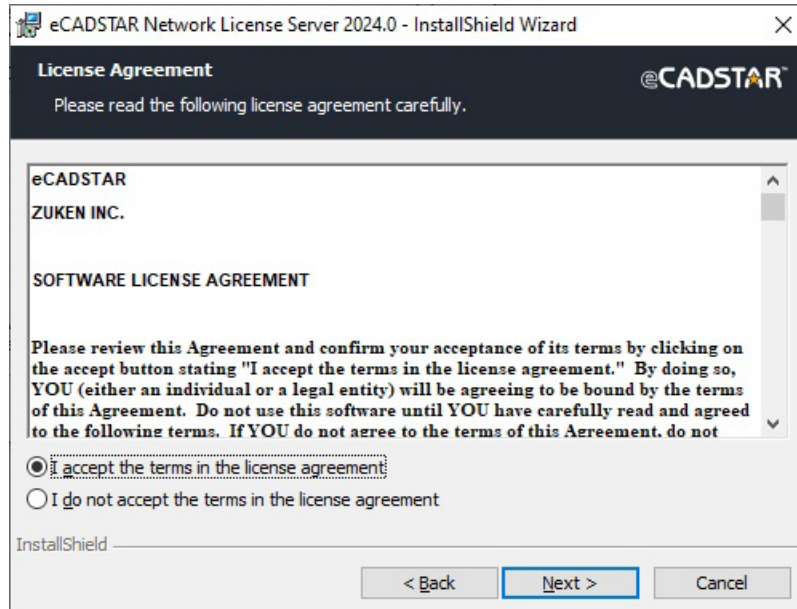 eCADSTAR Network License Server 2024.0 - InstallShield Wizard
License Agreement
eCADSTAR™
Please read the following license agreement carefully.
eCADSTAR
ZUKEN INC.
SOFTWARE LICENSE AGREEMENT
Please review this Agreement and confirm your acceptance of its terms by clicking on
the accept button stating "I accept the terms in the license agreement." By doing so,
YOU (either an individual or a legal entity) will be agreeing to be bound by the terms
of this Agreement. Do not use this software until YOU have carefully read and agreed
to the following terms. If YOU do not agree to the terms of this Agreement, do not
I accept the terms in the license agreement
I do not accept the terms in the license agreement
InstallShield
< Back
Next >
Cancel